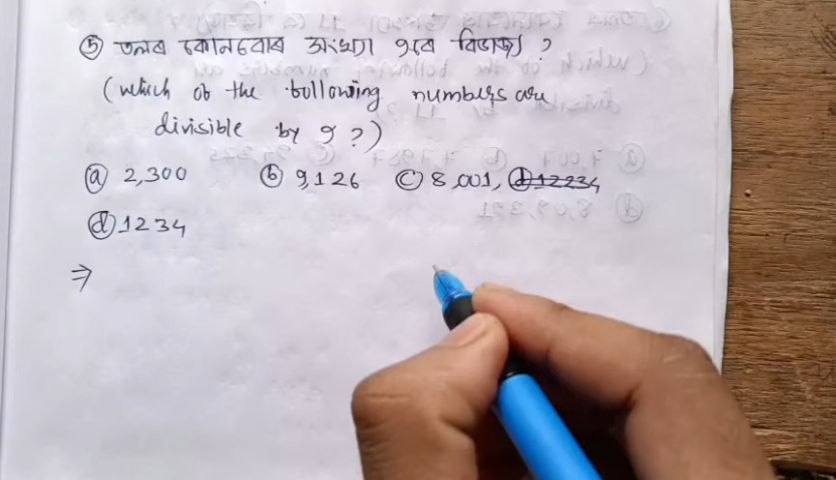 ⑤ তলৰ কোনবোৰ সংখ্যা 9ৰে বিভাজ্য ?
(which of the following numbers are
divisible by 9 ?)
ⓐ 2,300 ⓑ 9,126 ⓒ 8,001,
ⓓ 1234
⇒